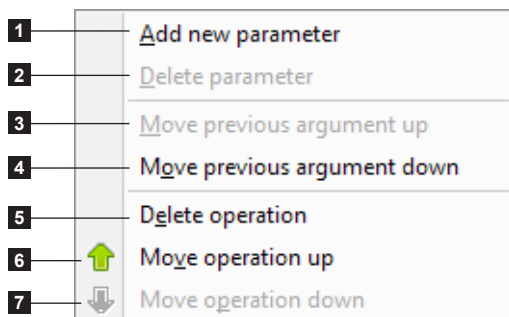 1 Add new parameter
2 Delete parameter
3 Move previous argument up
4 Move previous argument down
5 Delete operation
6 Move operation up
7 Move operation down